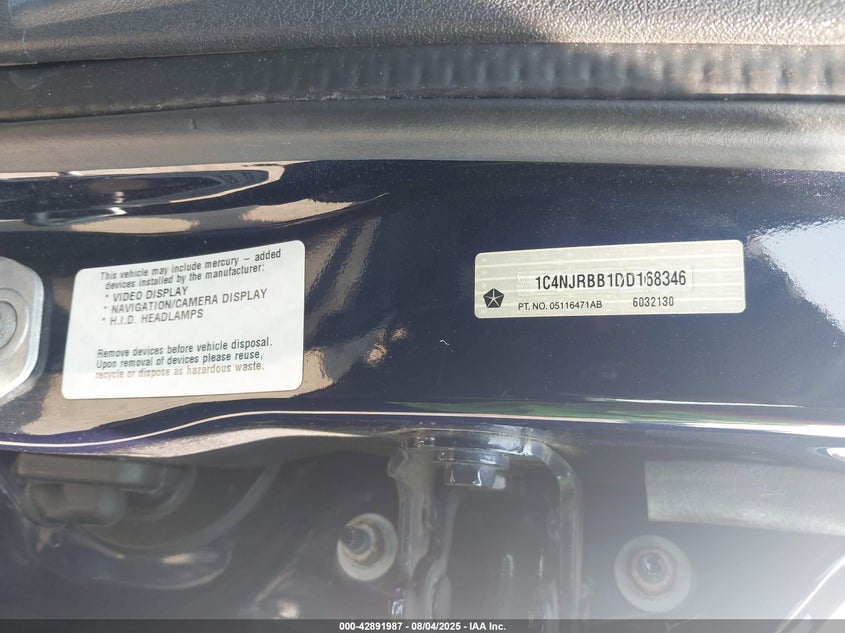 This vehicle may include mercury – added
devices installed by the manufacturer:
* VIDEO DISPLAY
* NAVIGATION/CAMERA DISPLAY
* H.I.D. HEADLAMPS
Remove devices before vehicle disposal.
Upon removal of devices please reuse,
recycle or dispose as hazardous waste.
1C4NJRBB1DD168346
PT. NO. 05116471AB 6032130
000-42891987 - 08/04/2025 - IAA Inc.